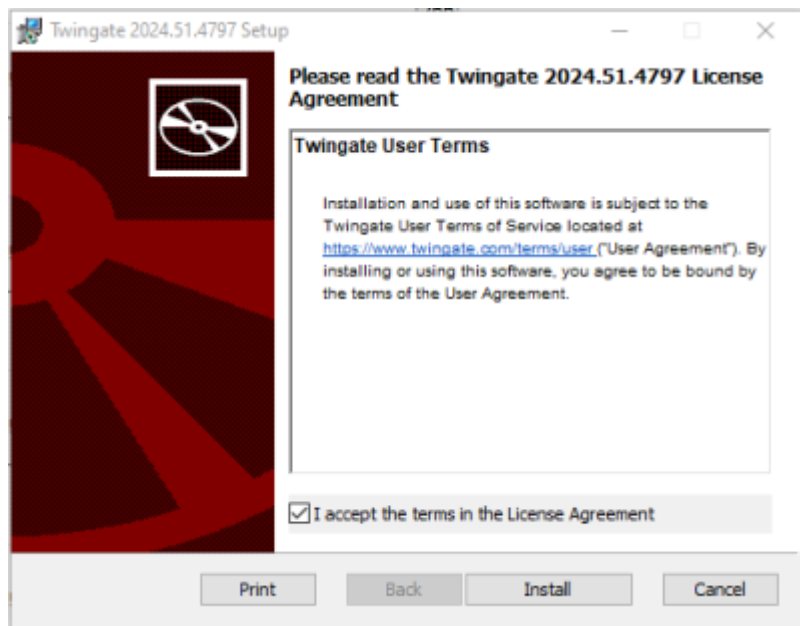 Twingate 2024.51.4797 Setup
Please read the Twingate 2024.51.4797 License
Agreement
Twingate User Terms
Installation and use of this software is subject to the
Twingate User Terms of Service located at
https://www.twingate.com/terms/user ("User Agreement"). By
installing or using this software, you agree to be bound by
the terms of the User Agreement.
I accept the terms in the License Agreement
Print Back Install Cancel